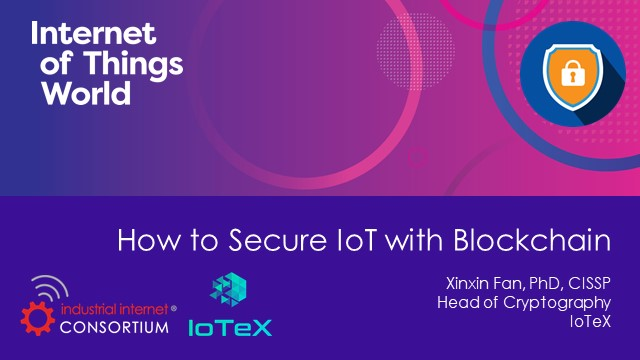 Internet
of Things
World
How to Secure IoT with Blockchain
Xinxin Fan, PhD, CISSP
Head of Cryptography
IoTeX
industrial internet®
CONSORTIUM
IoTeX